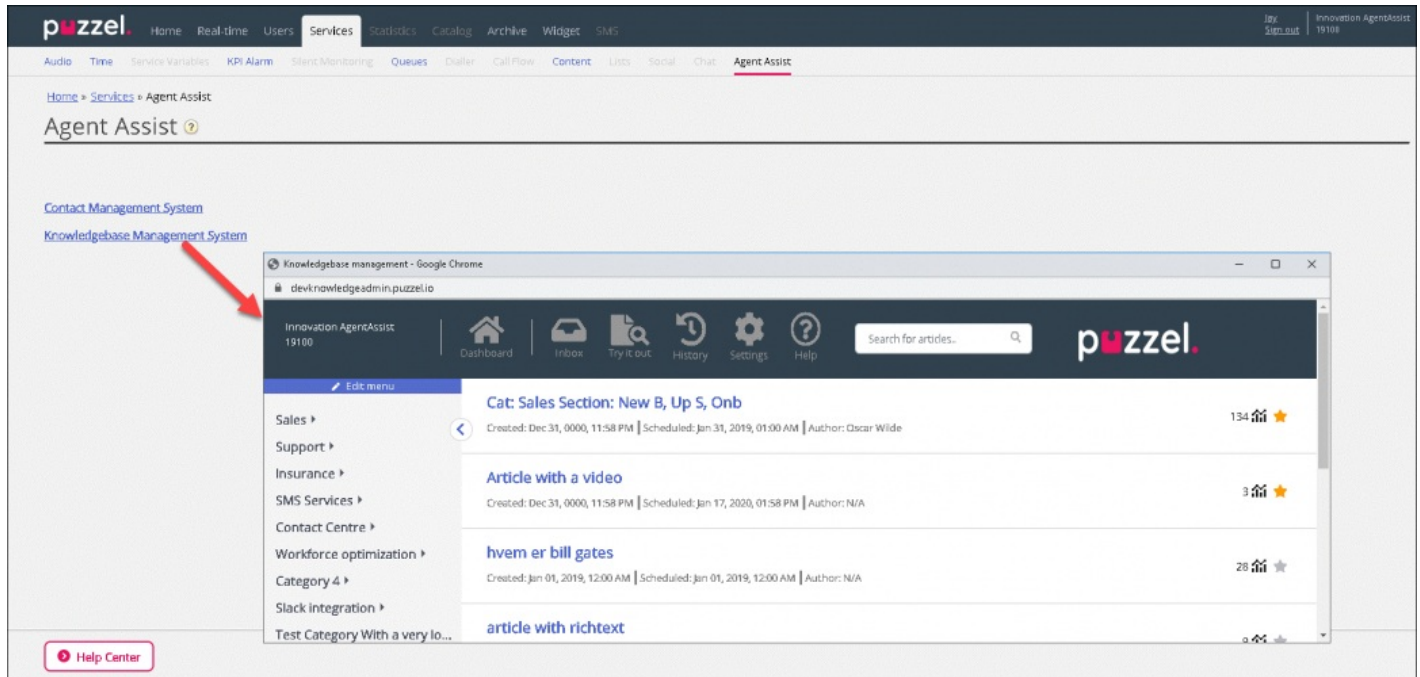 puzzel. Home Real-time Users Services Statistics Catalog Archive Widget SMS
Jay
Sign out
Innovation AgentAssist
19100
Audio Time Service Variables KPI Alarm Silent Monitoring Queues Dialler Call Flow Content Lists Social Chat Agent Assist
Home » Services » Agent Assist
Agent Assist ?
Contact Management System
Knowledgebase Management System
Knowledgebase management - Google Chrome
devknowledgeadmin.puzzel.io
Innovation AgentAssist
19100
Dashboard Inbox Try it out History Settings Help
Search for articles..
puzzel.
Edit menu
Sales
Support
Insurance
SMS Services
Contact Centre
Workforce optimization
Category 4
Slack integration
Test Category With a very lo...
Cat: Sales Section: New B, Up S, Onb
Created: Dec 31, 0000, 11:58 PM | Scheduled: Jan 31, 2019, 01:00 AM | Author: Oscar Wilde
134
Article with a video
Created: Dec 31, 0000, 11:58 PM | Scheduled: Jan 17, 2020, 01:58 PM | Author: N/A
3
hvem er bill gates
Created: Jan 01, 2019, 12:00 AM | Scheduled: Jan 01, 2019, 12:00 AM | Author: N/A
28
article with richtext
Help Center